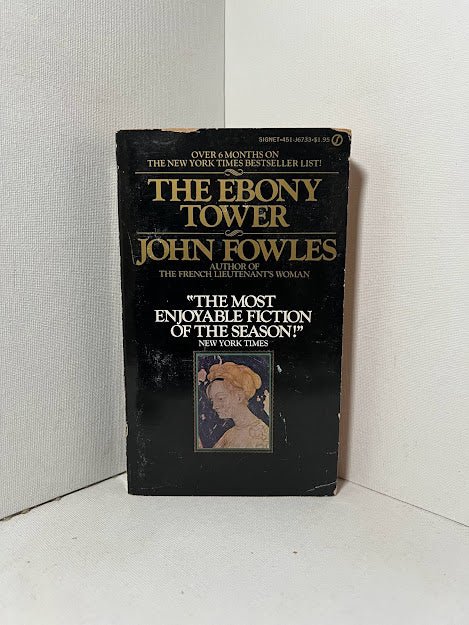 SIGNET•451-J6733•$1.95
OVER 6 MONTHS ON
THE NEW YORK TIMES BESTSELLER LIST!
THE EBONY
TOWER
JOHN FOWLES
AUTHOR OF
THE FRENCH LIEUTENANT'S WOMAN
"THE MOST
ENJOYABLE FICTION
OF THE SEASON!"
NEW YORK TIMES